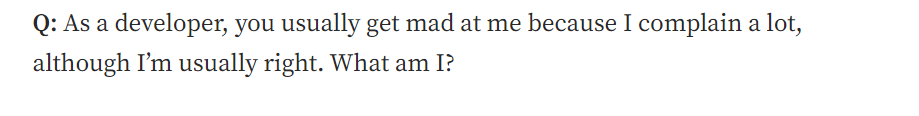 Q: As a developer, you usually get mad at me because I complain a lot,
although I’m usually right. What am I?